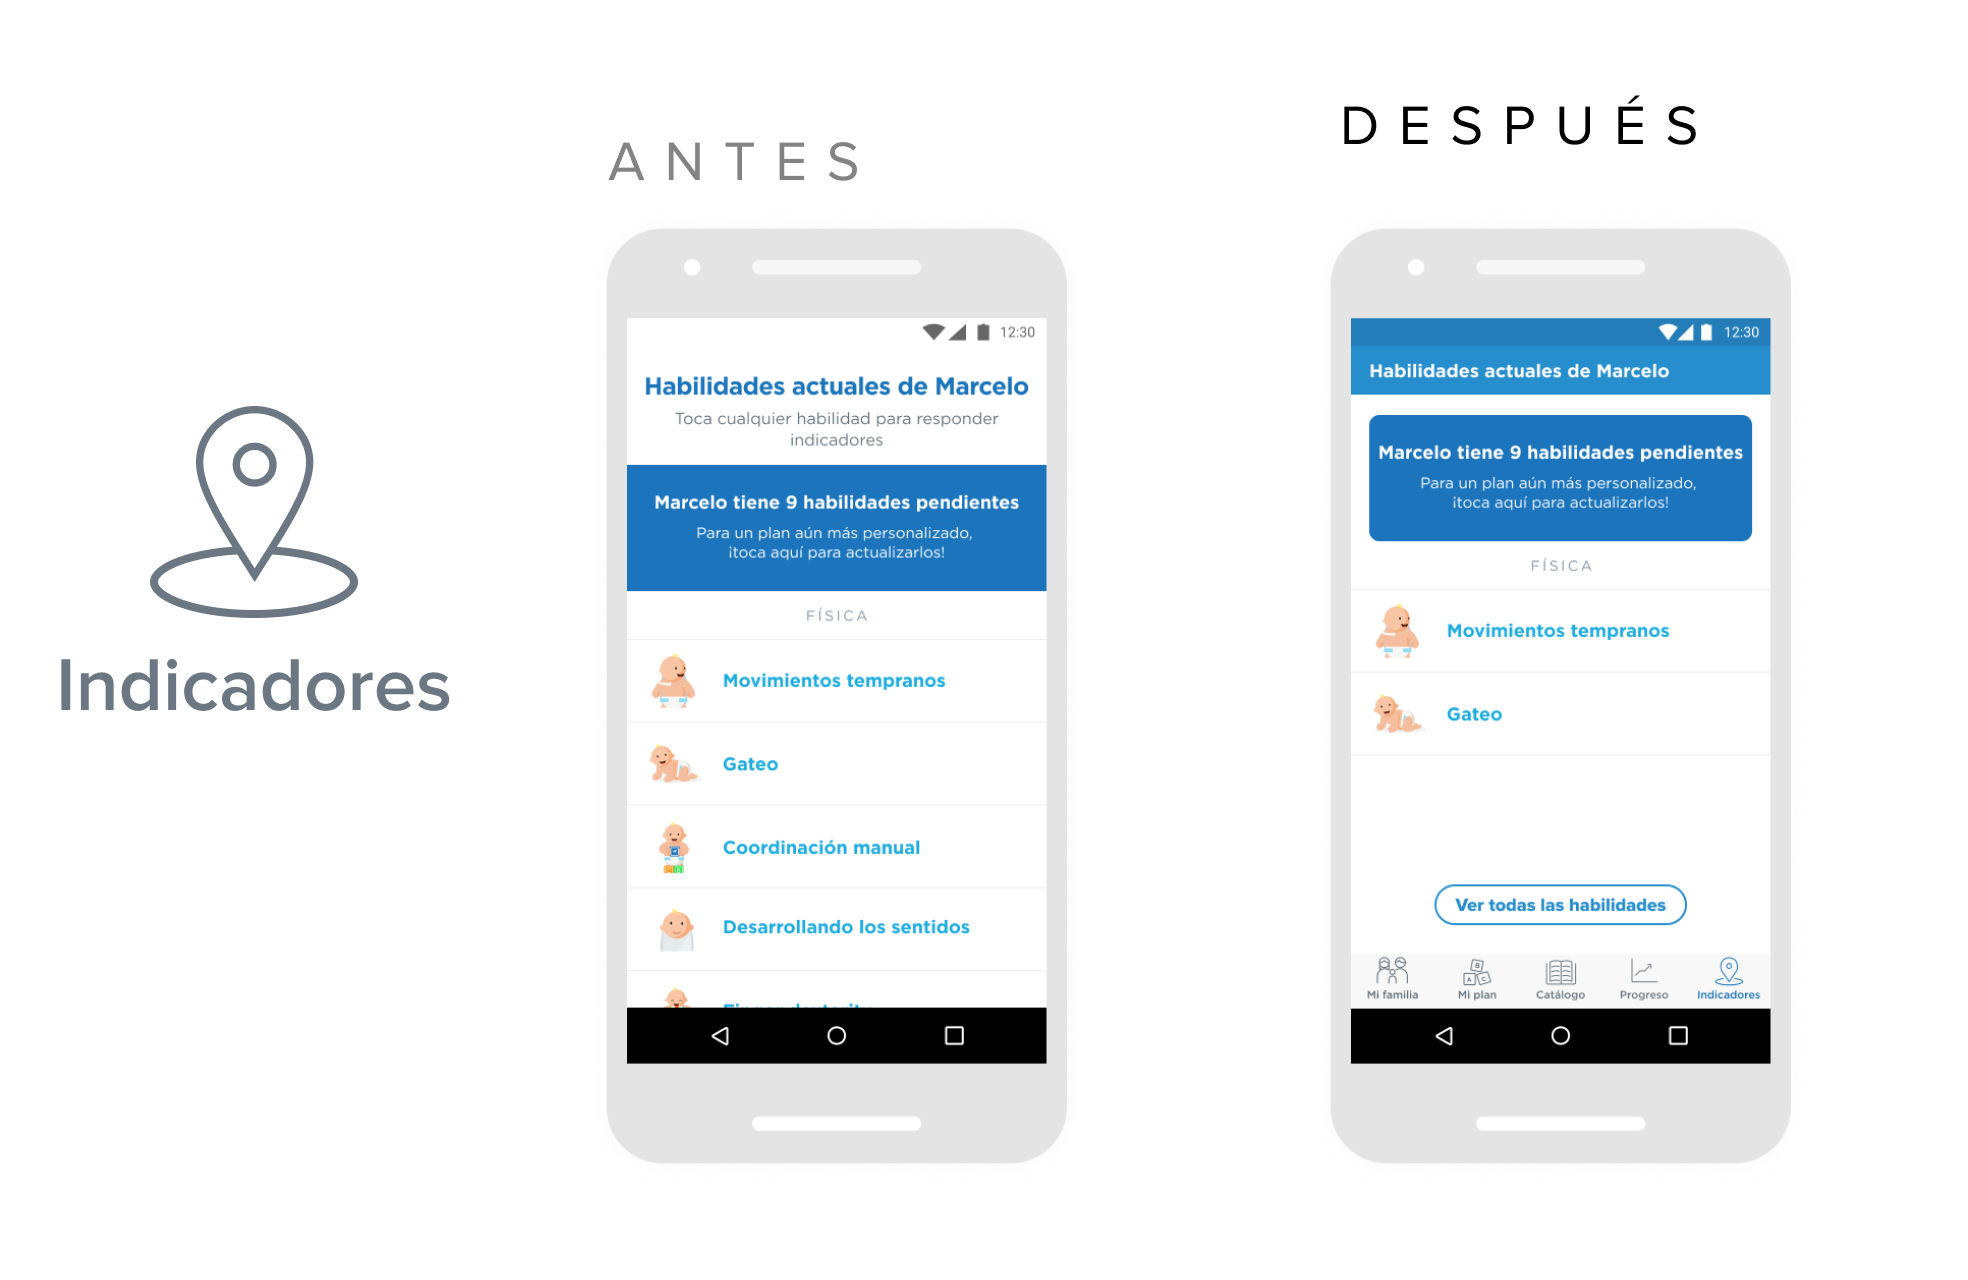 Indicadores
ANTES
12:30
Habilidades actuales de Marcelo
Toca cualquier habilidad para responder
indicadores
Marcelo tiene 9 habilidades pendientes
Para un plan aún más personalizado,
¡toca aquí para actualizarlos!
FÍSICA
Movimientos tempranos
Gateo
Coordinación manual
Desarrollando los sentidos
DESPUÉS
12:30
Habilidades actuales de Marcelo
Marcelo tiene 9 habilidades pendientes
Para un plan aún más personalizado,
¡toca aquí para actualizarlos!
FÍSICA
Movimientos tempranos
Gateo
Ver todas las habilidades
Mi familia
Mi plan
Catálogo
Progreso
Indicadores